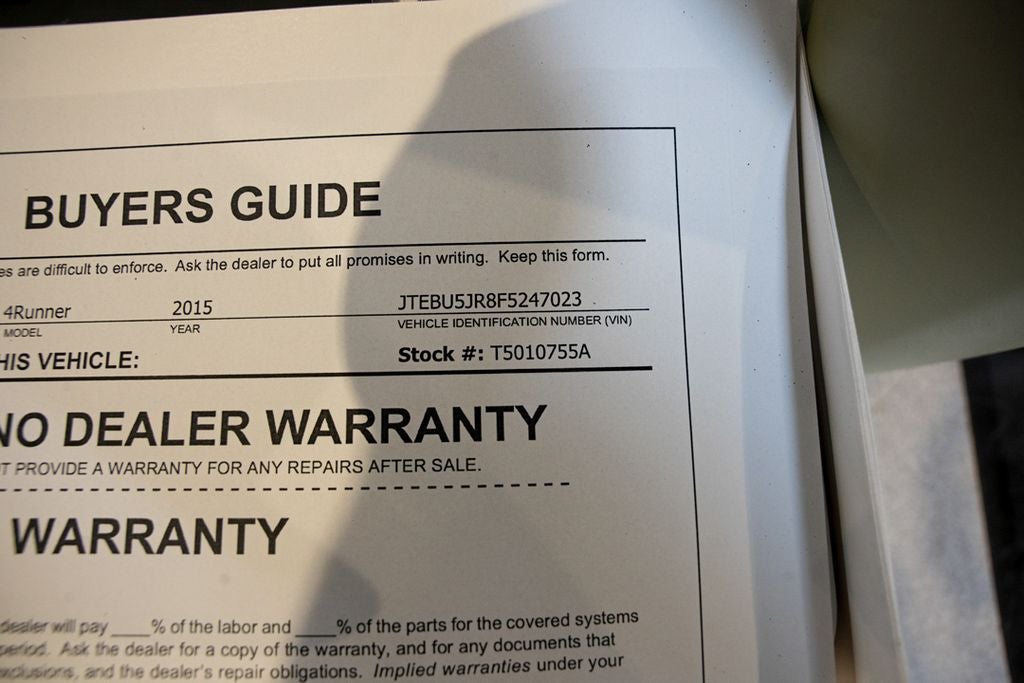 BUYERS GUIDE
es are difficult to enforce. Ask the dealer to put all promises in writing. Keep this form.
4Runner 2015 JTEBU5JR8F5247023
MODEL YEAR VEHICLE IDENTIFICATION NUMBER (VIN)
HIS VEHICLE:
Stock #: T5010755A
NO DEALER WARRANTY
T PROVIDE A WARRANTY FOR ANY REPAIRS AFTER SALE.
WARRANTY
dealer will pay ____% of the labor and ____% of the parts for the covered systems
period. Ask the dealer for a copy of the warranty, and for any documents that
exclusions, and the dealer's repair obligations. Implied warranties under your